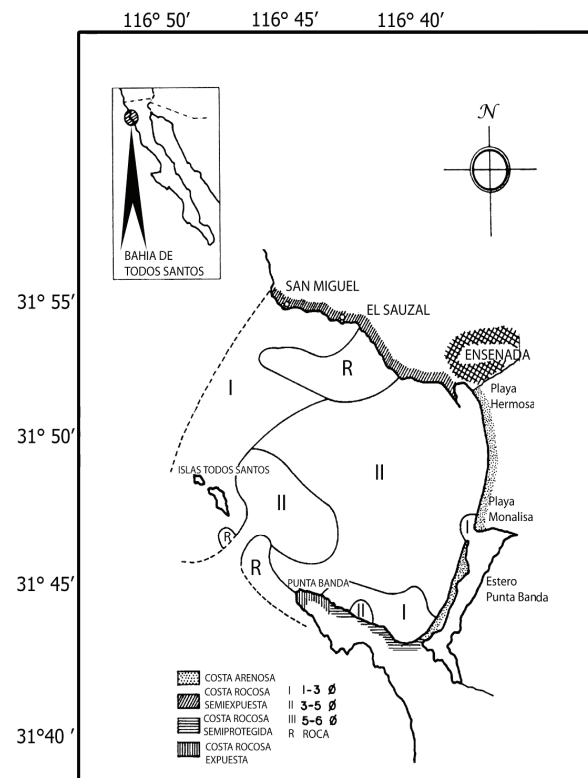 116° 50′ 116° 45′ 116° 40′
N
BAHIA DE
TODOS SANTOS
SAN MIGUEL
31° 55′
EL SAUZAL
ENSENADA
R
Playa
Hermosa
I
31° 50′
II
ISLAS TODOS SANTOS
II
Playa
Monalisa
I
R
R
31° 45′
PUNTA BANDA
Estero
Punta Banda
II
I
COSTA ARENOSA
COSTA ROCOSA
SEMIEXPUESTA
COSTA ROCOSA
SEMIPROTEGIDA
COSTA ROCOSA
EXPUESTA
I 1-3 Ø
II 3-5 Ø
III 5-6 Ø
R ROCA
31°40 ′